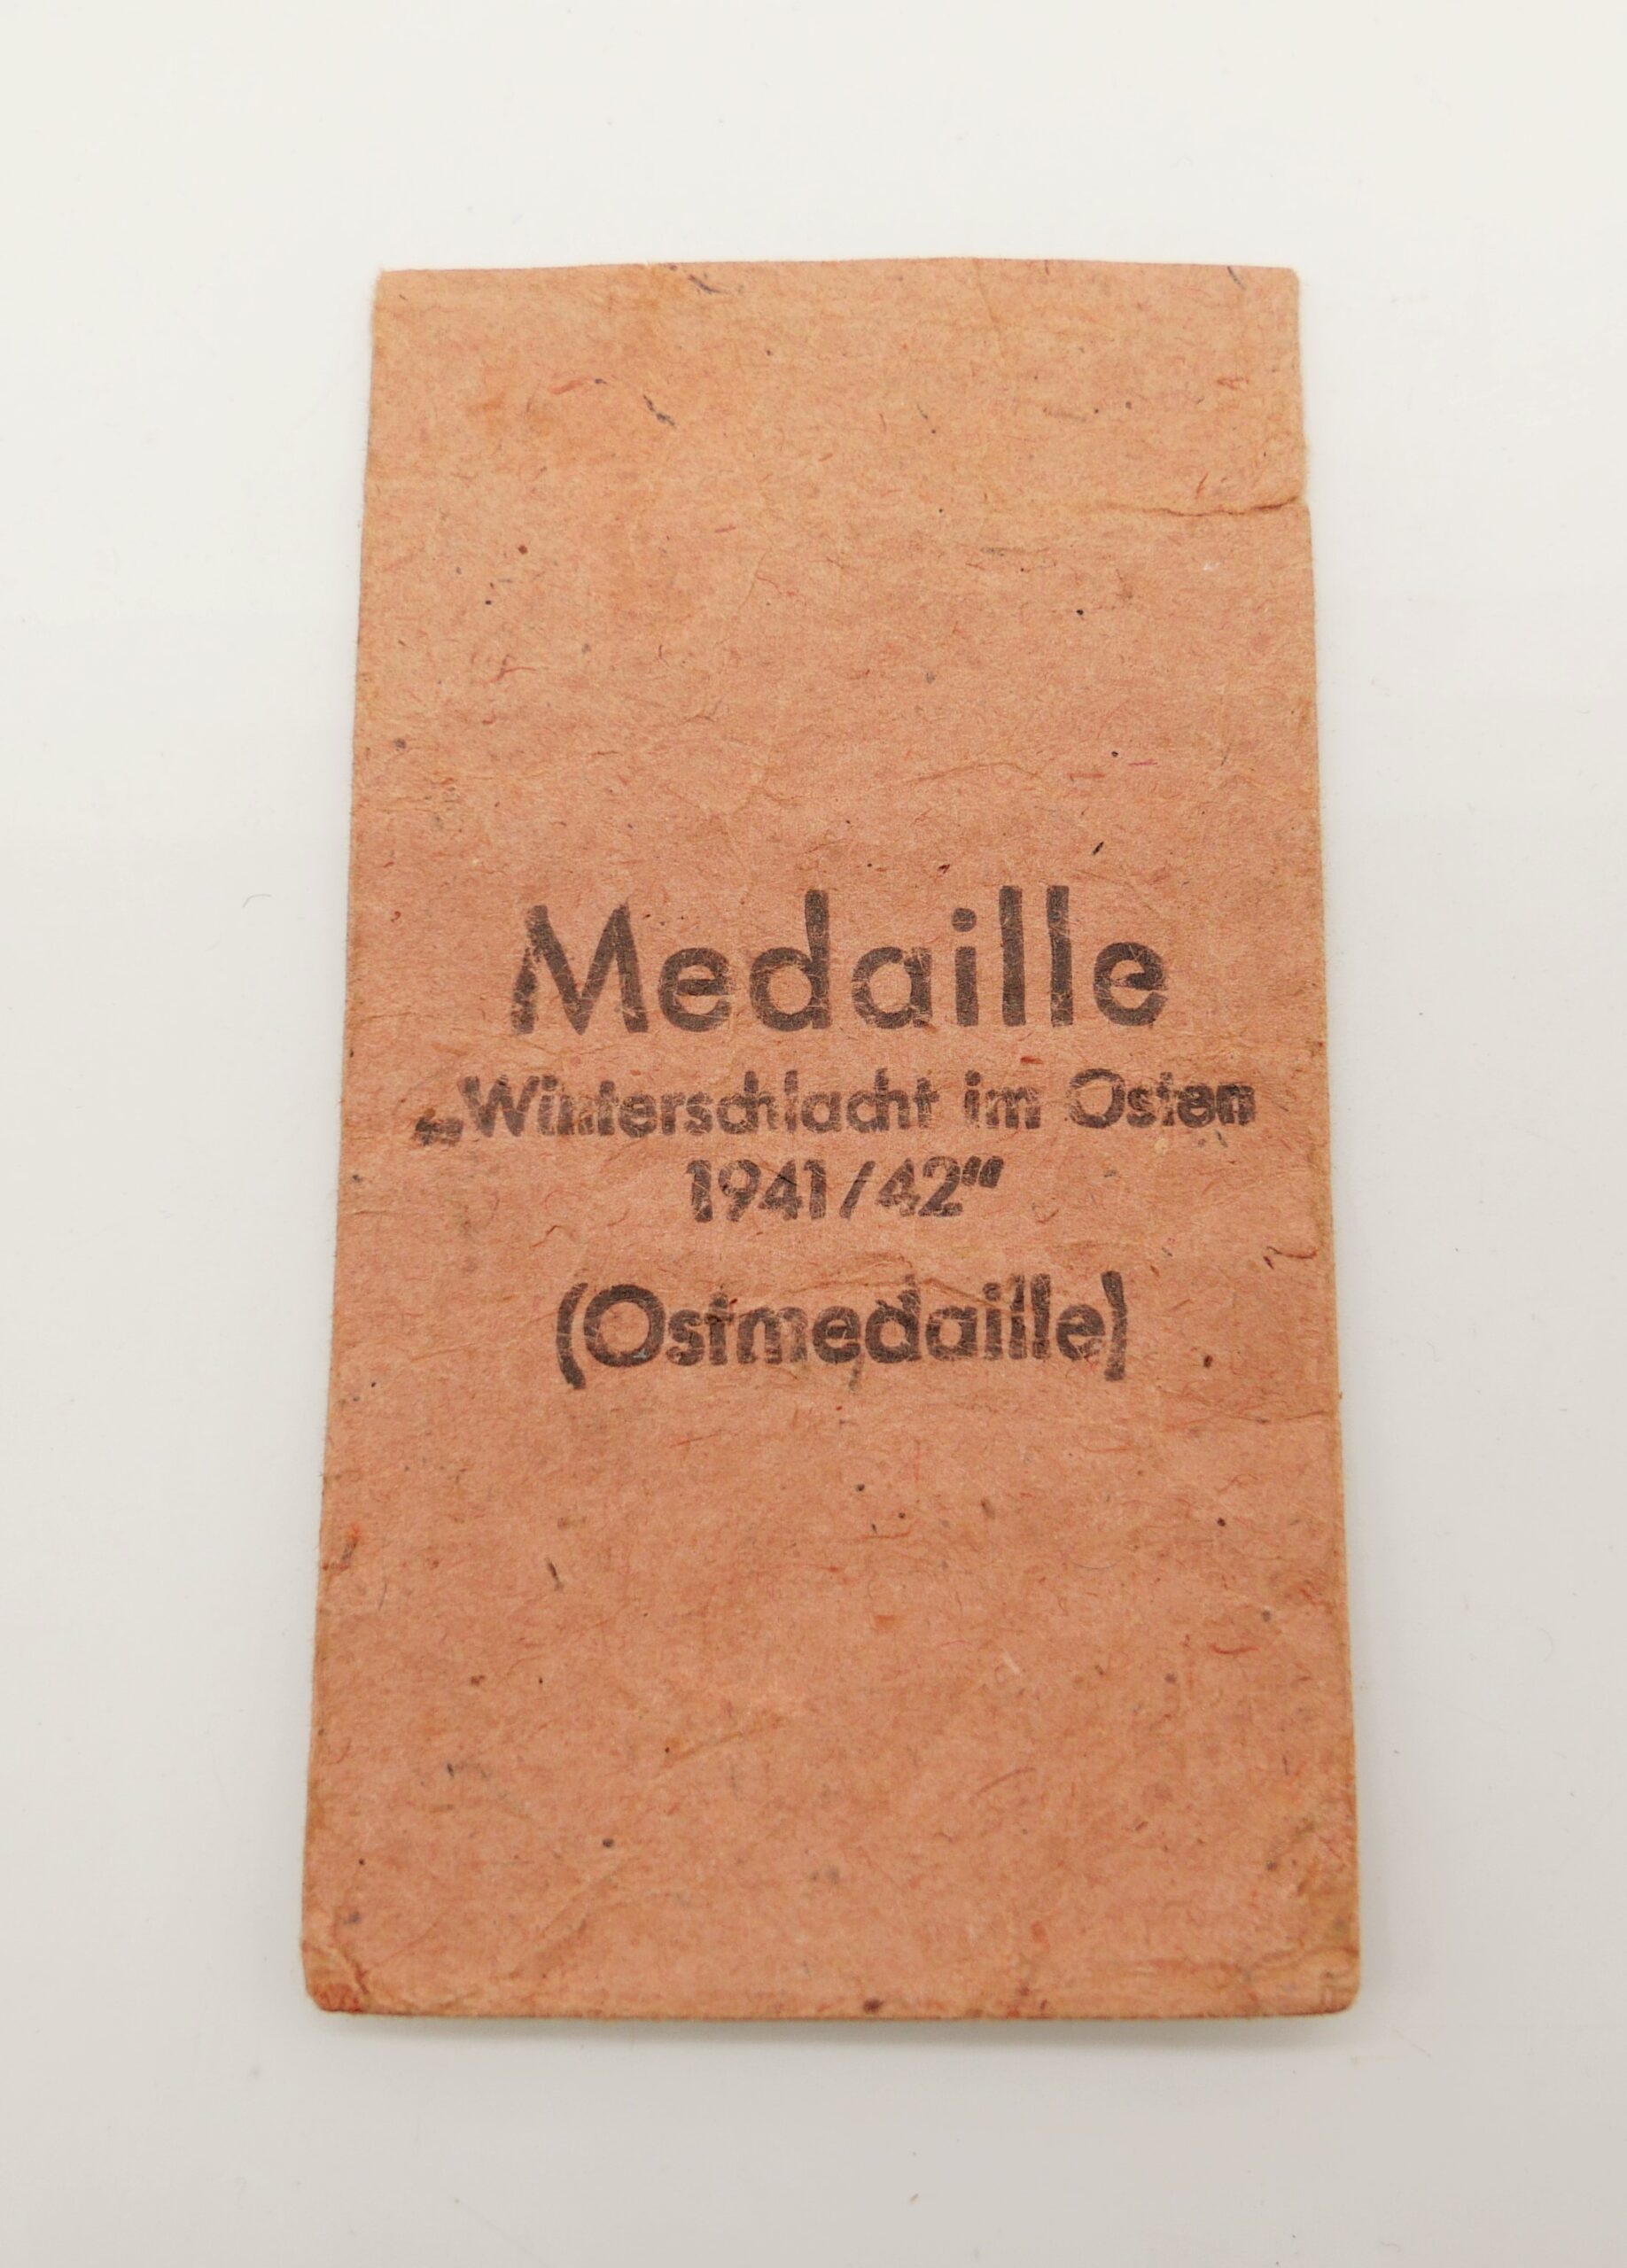 Medaille
„Winterschlacht im Osten
1941/42“
(Ostmedaille)